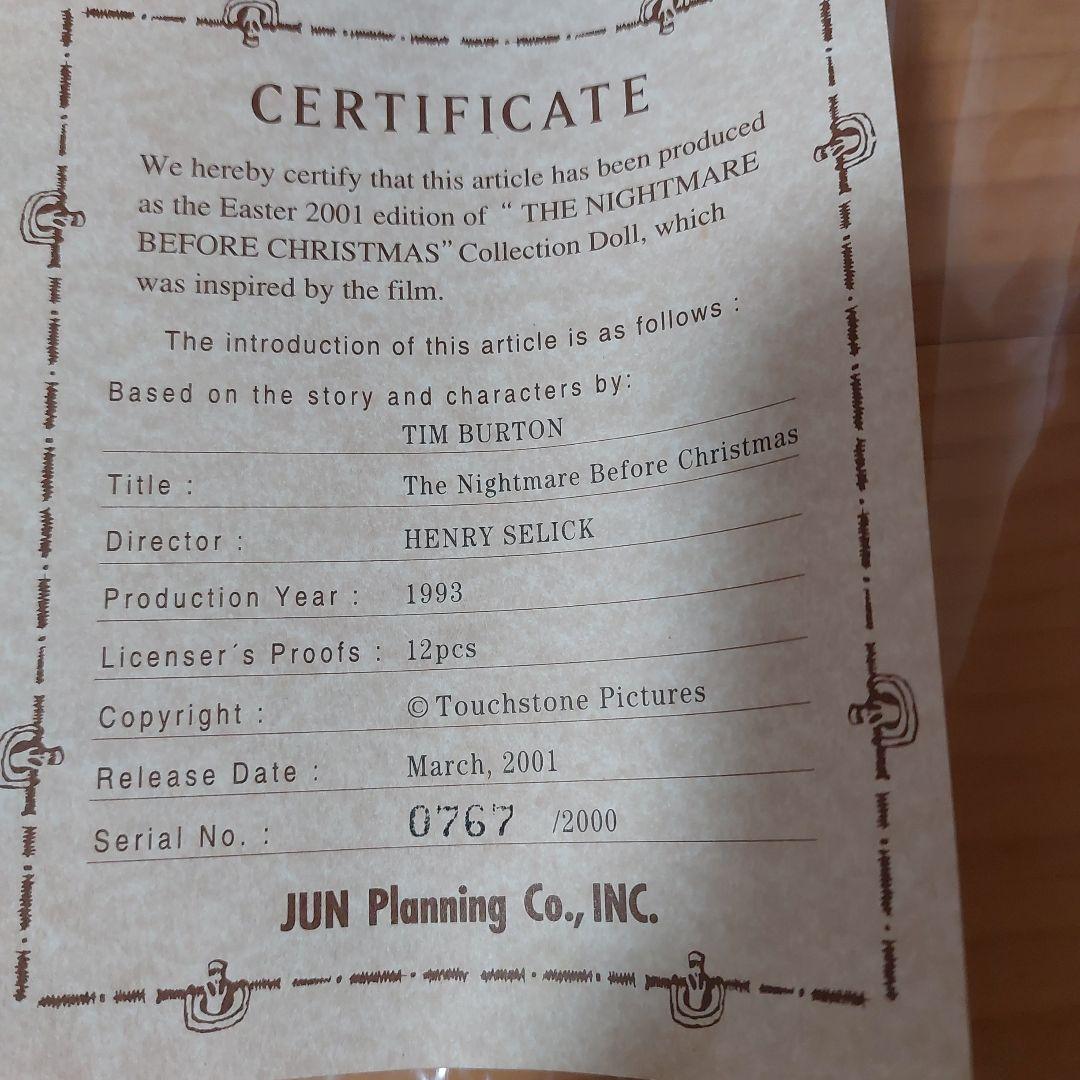 CERTIFICATE
We hereby certify that this article has been produced
as the Easter 2001 edition of “ THE NIGHTMARE
BEFORE CHRISTMAS” Collection Doll, which
was inspired by the film.
The introduction of this article is as follows :
Based on the story and characters by:
TIM BURTON
Title : The Nightmare Before Christmas
Director : HENRY SELICK
Production Year : 1993
Licenser´s Proofs : 12pcs
Copyright : © Touchstone Pictures
Release Date : March, 2001
Serial No. : 0767 /2000
JUN Planning Co., INC.